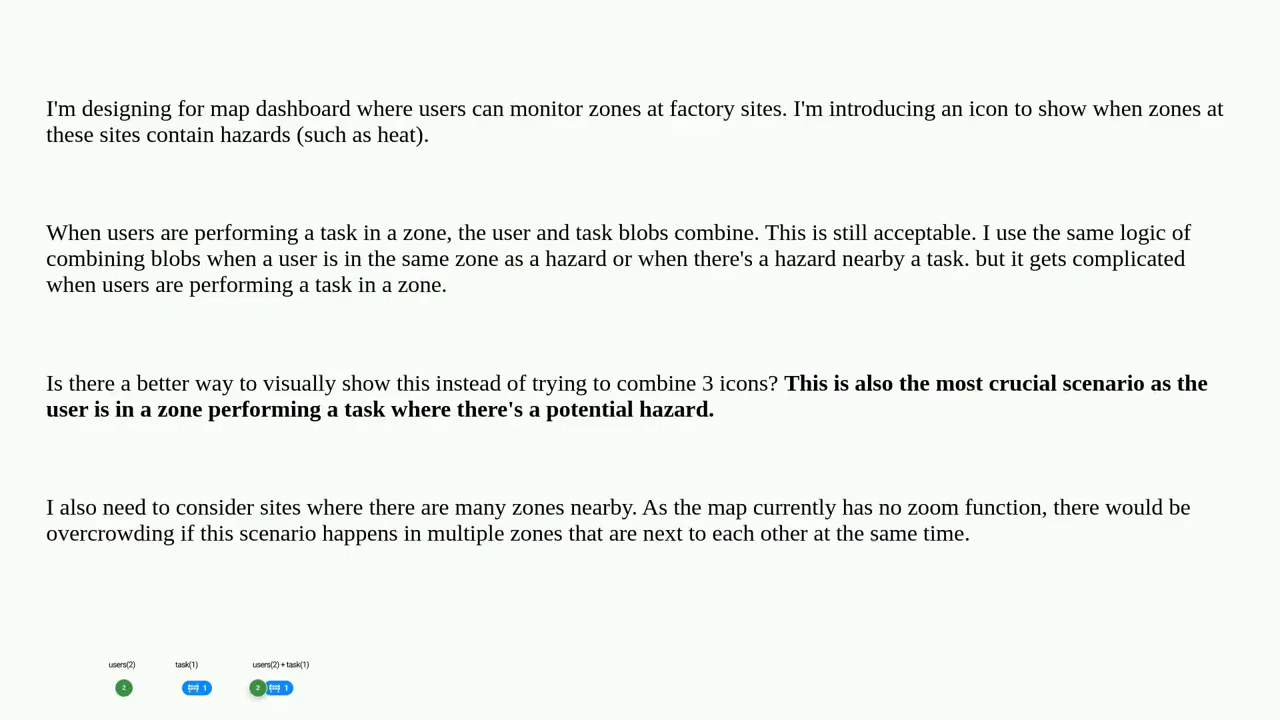 I'm designing for map dashboard where users can monitor zones at factory sites. I'm introducing an icon to show when zones at
these sites contain hazards (such as heat).
When users are performing a task in a zone, the user and task blobs combine. This is still acceptable. I use the same logic of
combining blobs when a user is in the same zone as a hazard or when there's a hazard nearby a task. but it gets complicated
when users are performing a task in a zone.
Is there a better way to visually show this instead of trying to combine 3 icons? This is also the most crucial scenario as the
user is in a zone performing a task where there's a potential hazard.
I also need to consider sites where there are many zones nearby. As the map currently has no zoom function, there would be
overcrowding if this scenario happens in multiple zones that are next to each other at the same time.
users(2) task(1) users(2) + task(1)
2 1 2 1